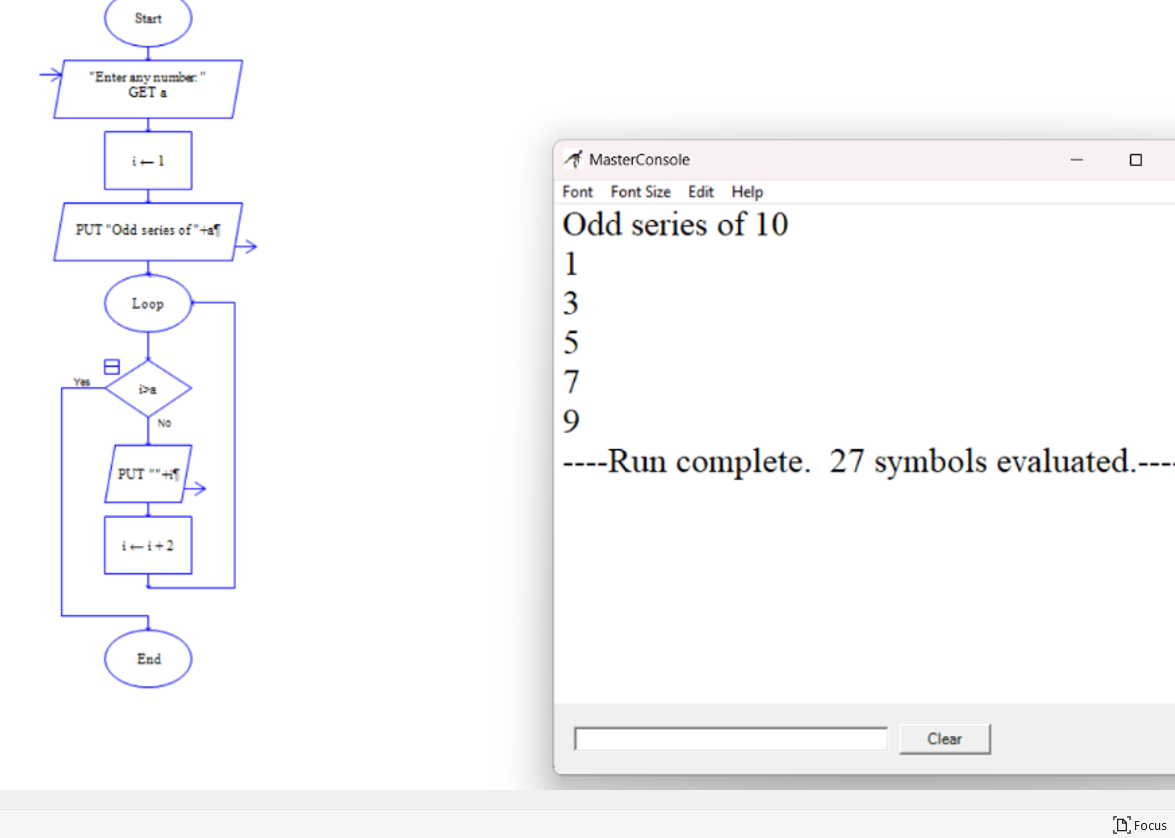 Start
"Enter any number."
GET a
i ← 1
PUT "Odd series of "+a¶
Loop
Yes
i>a
No
PUT ""+i¶
i ← i + 2
End
MasterConsole
Font Font Size Edit Help
Odd series of 10
1
3
5
7
9
----Run complete.  27 symbols evaluated.----
Clear
Focus